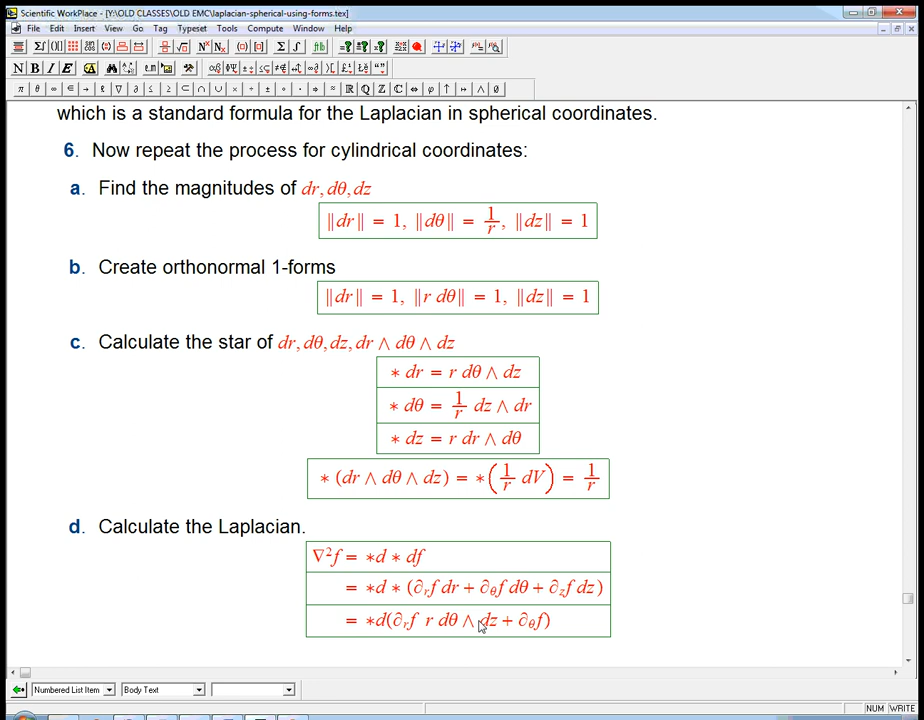 Scientific WorkPlace - [Y:\OLD CLASSES\OLD EMC\laplacian-spherical-using-forms.tex]
File Edit Insert View Go Tag Typeset Tools Compute Window Help
which is a standard formula for the Laplacian in spherical coordinates.
6. Now repeat the process for cylindrical coordinates:
a. Find the magnitudes of dr, dθ, dz
‖dr‖ = 1, ‖dθ‖ = 1/r, ‖dz‖ = 1
b. Create orthonormal 1-forms
‖dr‖ = 1, ‖r dθ‖ = 1, ‖dz‖ = 1
c. Calculate the star of dr, dθ, dz, dr ∧ dθ ∧ dz
* dr = r dθ ∧ dz
* dθ = 1/r dz ∧ dr
* dz = r dr ∧ dθ
* (dr ∧ dθ ∧ dz) = *(1/r dV) = 1/r
d. Calculate the Laplacian.
∇²f = *d * df
= *d * (∂ᵣf dr + ∂_θf dθ + ∂_zf dz)
= *d(∂ᵣf r dθ ∧ dz + ∂_θf)
Numbered List Item Body Text
NUM WRITE